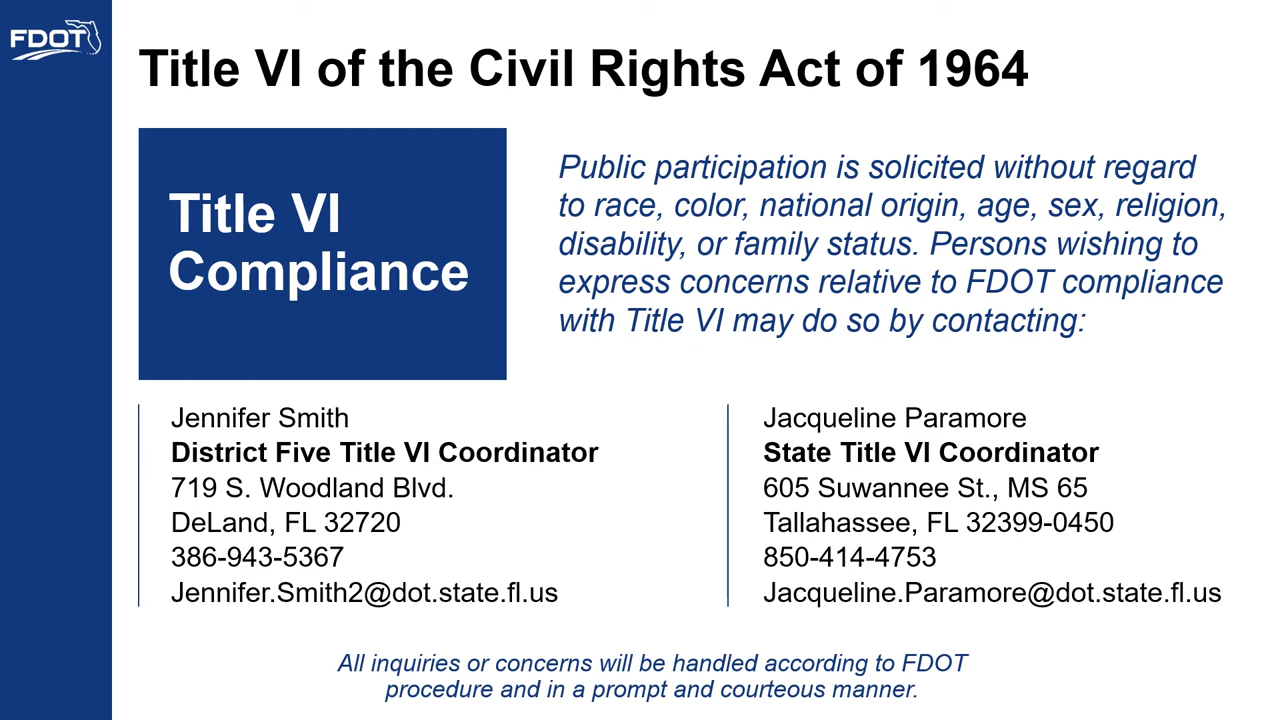 FDOT
Title VI of the Civil Rights Act of 1964
Title VI
Compliance
Public participation is solicited without regard
to race, color, national origin, age, sex, religion,
disability, or family status. Persons wishing to
express concerns relative to FDOT compliance
with Title VI may do so by contacting:
Jennifer Smith
District Five Title VI Coordinator
719 S. Woodland Blvd.
DeLand, FL 32720
386-943-5367
Jennifer.Smith2@dot.state.fl.us
Jacqueline Paramore
State Title VI Coordinator
605 Suwannee St., MS 65
Tallahassee, FL 32399-0450
850-414-4753
Jacqueline.Paramore@dot.state.fl.us
All inquiries or concerns will be handled according to FDOT
procedure and in a prompt and courteous manner.